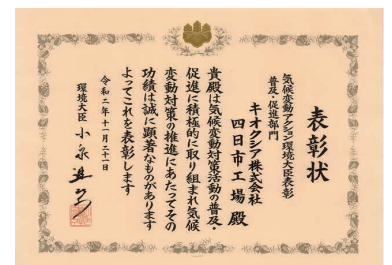 表彰状
気候変動アクション環境大臣表彰
普及・促進部門
キオクシア株式会社
四日市工場 殿
貴殿は気候変動対策活動の普及・
促進に積極的に取り組まれ気候
変動対策の推進にあたってその
功績は誠に顕著なものがあります
よってこれを表彰します
令和二年十一月二十一日
環境大臣 小泉進次郎